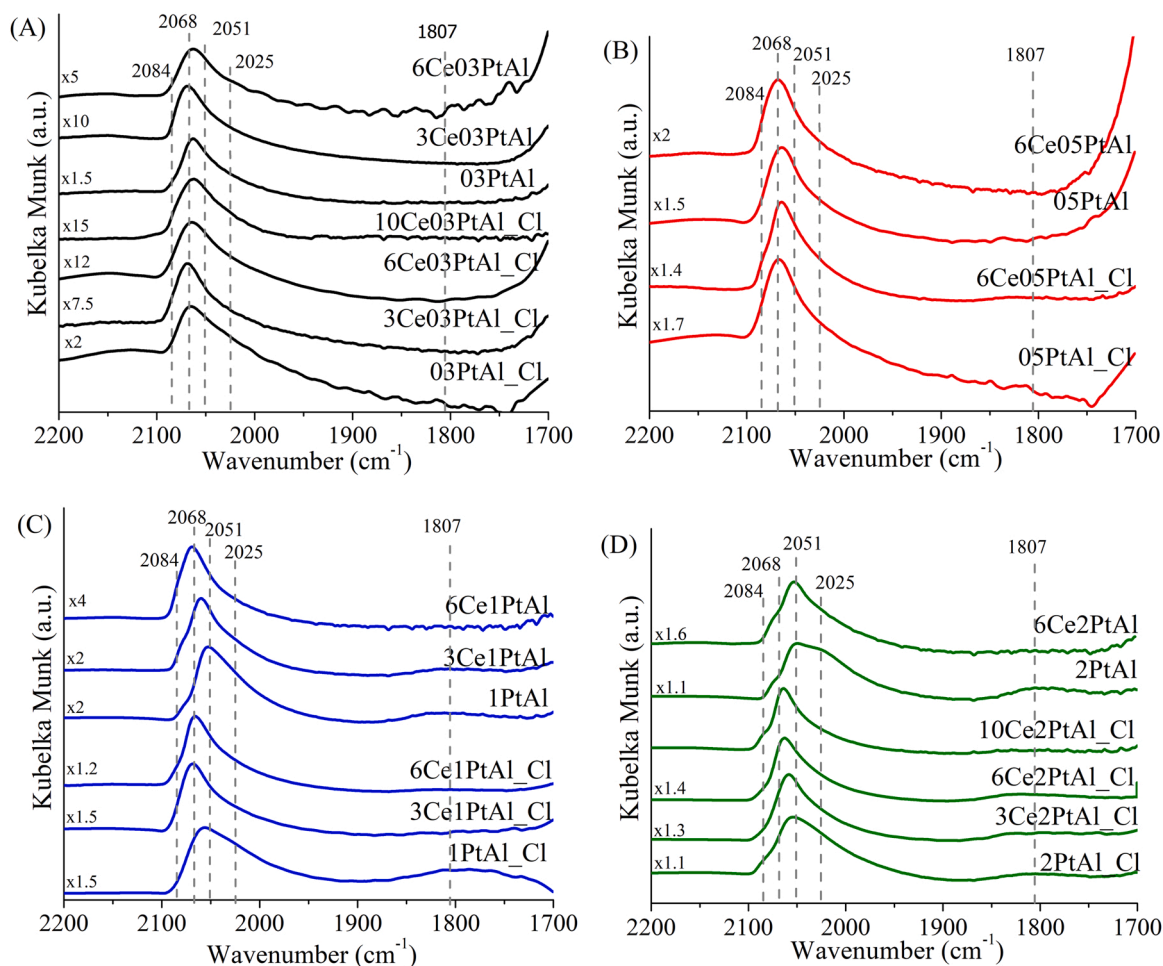 (A)
2068
2051
1807
2084
2025
x5
6Ce03PtAl
x10
3Ce03PtAl
x1.5
03PtAl
x15
10Ce03PtAl_Cl
x12
6Ce03PtAl_Cl
x7.5
3Ce03PtAl_Cl
x2
03PtAl_Cl
Kubelka Munk (a.u.)
2200 2100 2000 1900 1800 1700
Wavenumber (cm⁻¹)
(B)
2068
2051
1807
2084
2025
x2
6Ce05PtAl
x1.5
05PtAl
x1.4
6Ce05PtAl_Cl
x1.7
05PtAl_Cl
Kubelka Munk (a.u.)
2200 2100 2000 1900 1800 1700
Wavenumber (cm⁻¹)
(C)
2068
2051
1807
2084
2025
x4
6Ce1PtAl
x2
3Ce1PtAl
x2
1PtAl
x1.2
6Ce1PtAl_Cl
x1.5
3Ce1PtAl_Cl
1PtAl_Cl
x1.5
Kubelka Munk (a.u.)
2200 2100 2000 1900 1800 1700
Wavenumber (cm⁻¹)
(D)
2051
1807
2068
2084
2025
x1.6
6Ce2PtAl
x1.1
2PtAl
10Ce2PtAl_Cl
x1.4
6Ce2PtAl_Cl
x1.3
3Ce2PtAl_Cl
x1.1
2PtAl_Cl
Kubelka Munk (a.u.)
2200 2100 2000 1900 1800 1700
Wavenumber (cm⁻¹)